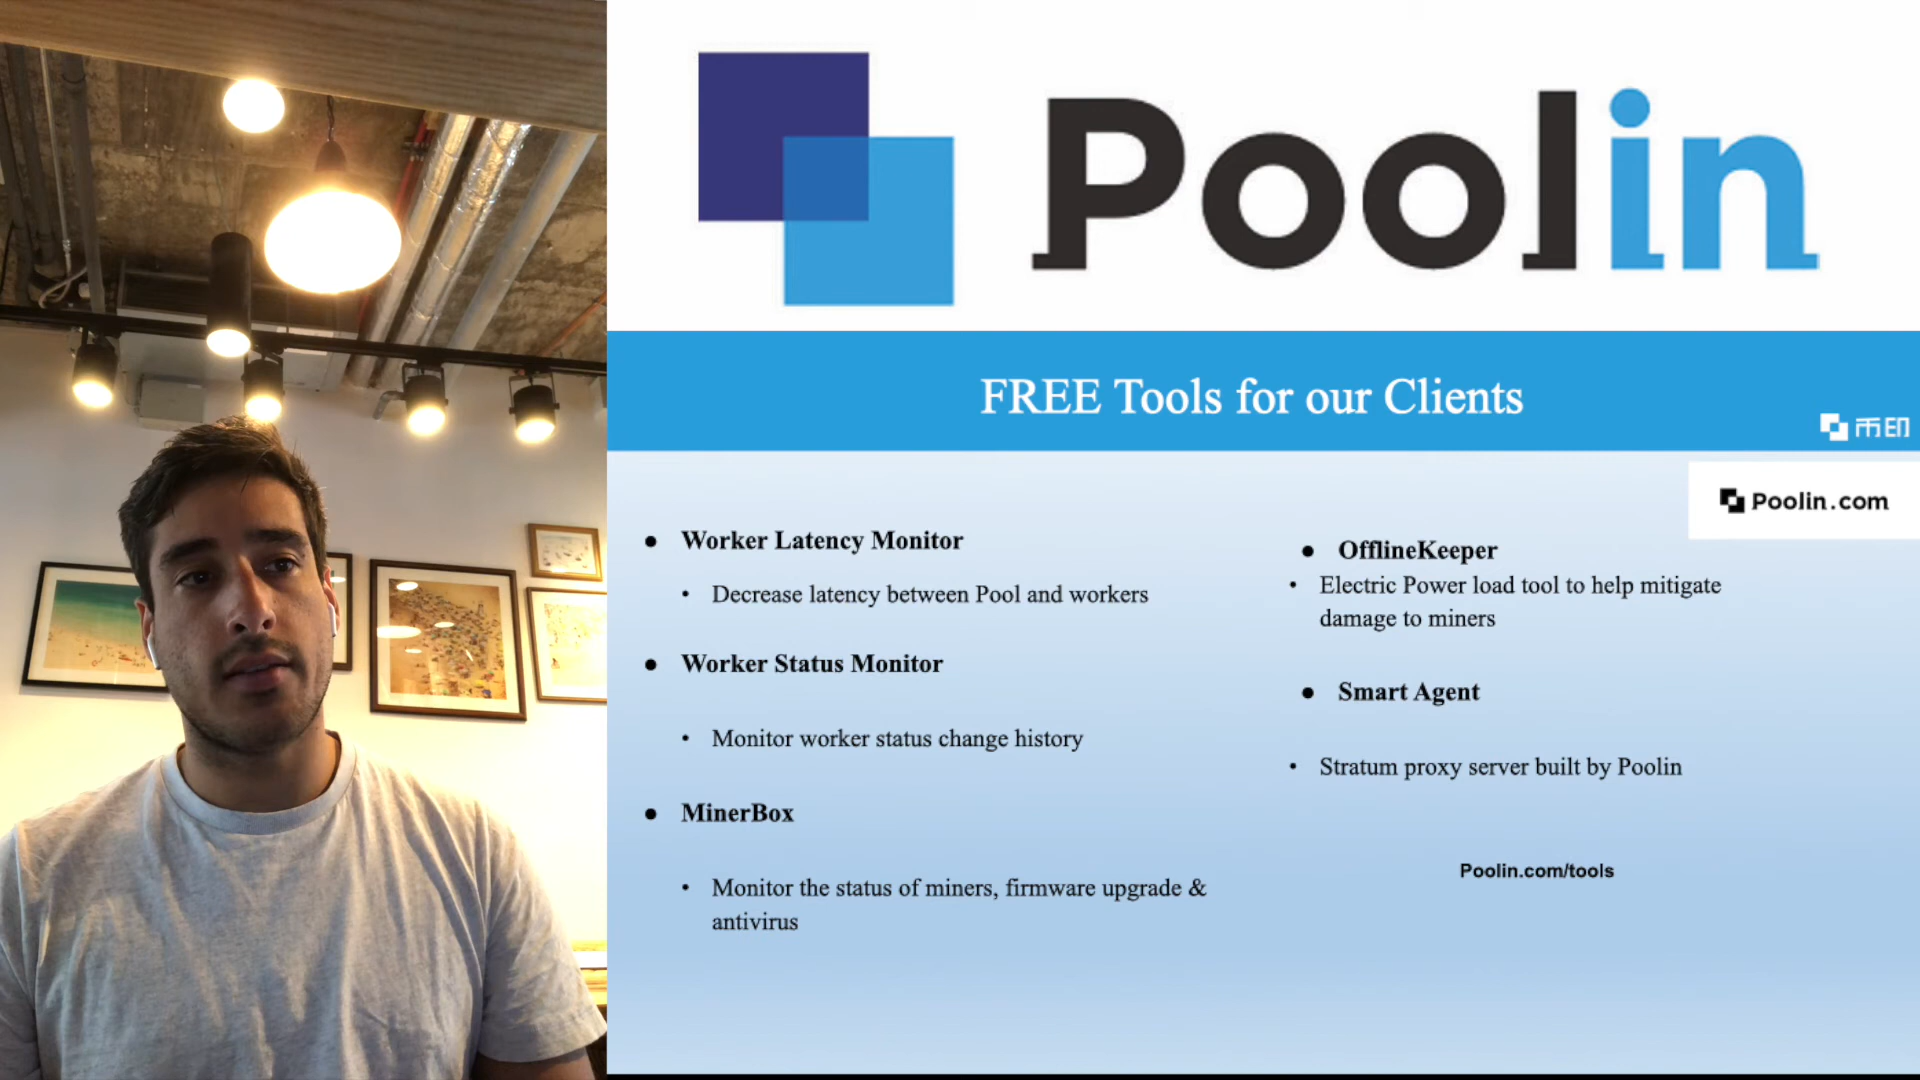 Poolin
FREE Tools for our Clients
币印
Poolin.com
● Worker Latency Monitor
• Decrease latency between Pool and workers
● Worker Status Monitor
• Monitor worker status change history
● MinerBox
• Monitor the status of miners, firmware upgrade &
antivirus
● OfflineKeeper
• Electric Power load tool to help mitigate
damage to miners
● Smart Agent
• Stratum proxy server built by Poolin
Poolin.com/tools